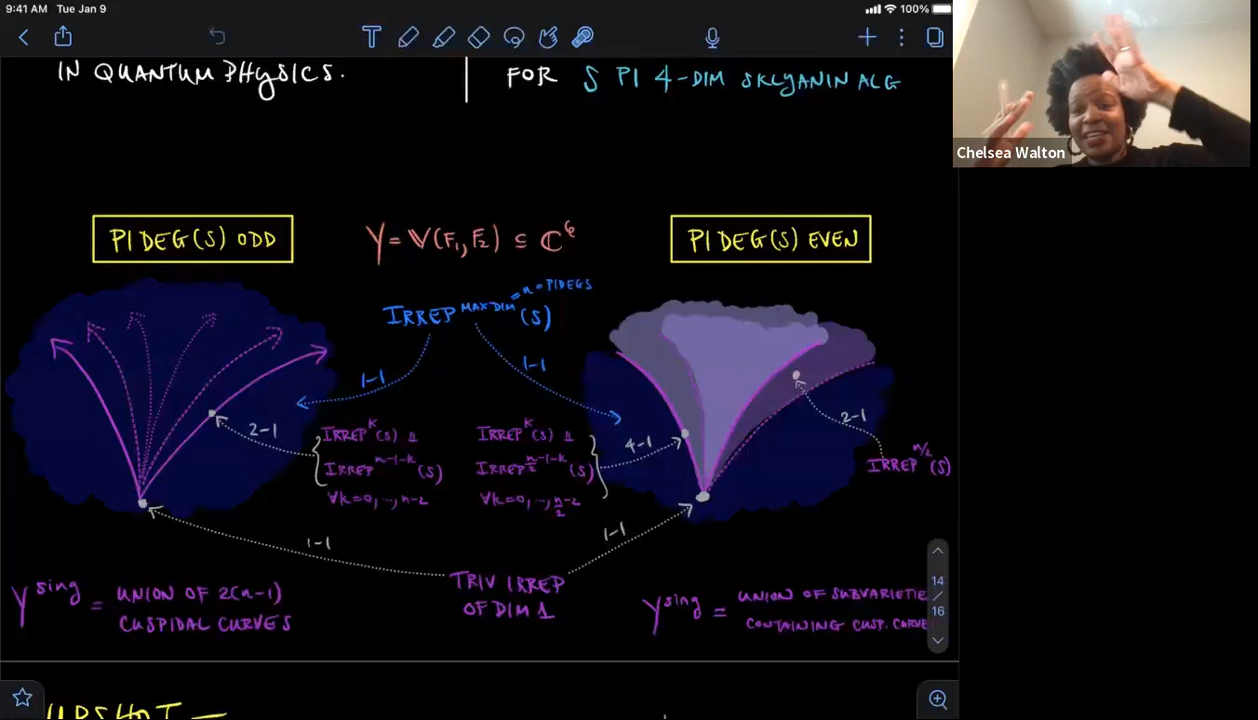 9:41 AM Tue Jan 9
100%
Chelsea Walton
IN QUANTUM PHYSICS.
FOR S PI 4-DIM SKLYANIN ALG
PI DEG(S) ODD
Y = V(F₁, F₂) ⊆ ℂ⁶
PI DEG(S) EVEN
= n = PIDEGS
IRREP^MAX DIM (S)
1-1
1-1
2-1
IRREP^k(S) ⊥
IRREP^n-1-k (S)
∀k=0,..,n-2
IRREP^k(S) ⊥
IRREP^n/2-1-k (S)
∀k=0,..,n-2/2
4-1
2-1
IRREP^n/2 (S)
1-1
1-1
TRIV IRREP
OF DIM 1
Y^sing = UNION OF 2(n-1)
CUSPIDAL CURVES
Y^sing = UNION OF SUBVARIETIE
CONTAINING CUSP. CURVE
14
/
16
UPSHOT —